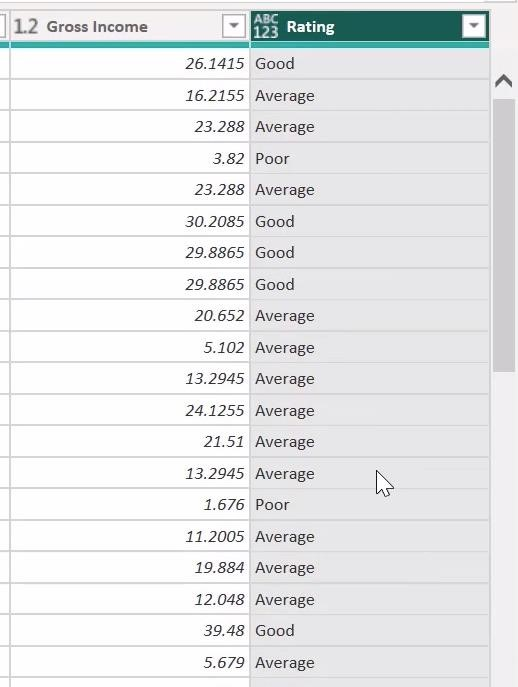 1.2 Gross Income ABC 123 Rating
26.1415 Good
16.2155 Average
23.288 Average
3.82 Poor
23.288 Average
30.2085 Good
29.8865 Good
29.8865 Good
20.652 Average
5.102 Average
13.2945 Average
24.1255 Average
21.51 Average
13.2945 Average
1.676 Poor
11.2005 Average
19.884 Average
12.048 Average
39.48 Good
5.679 Average